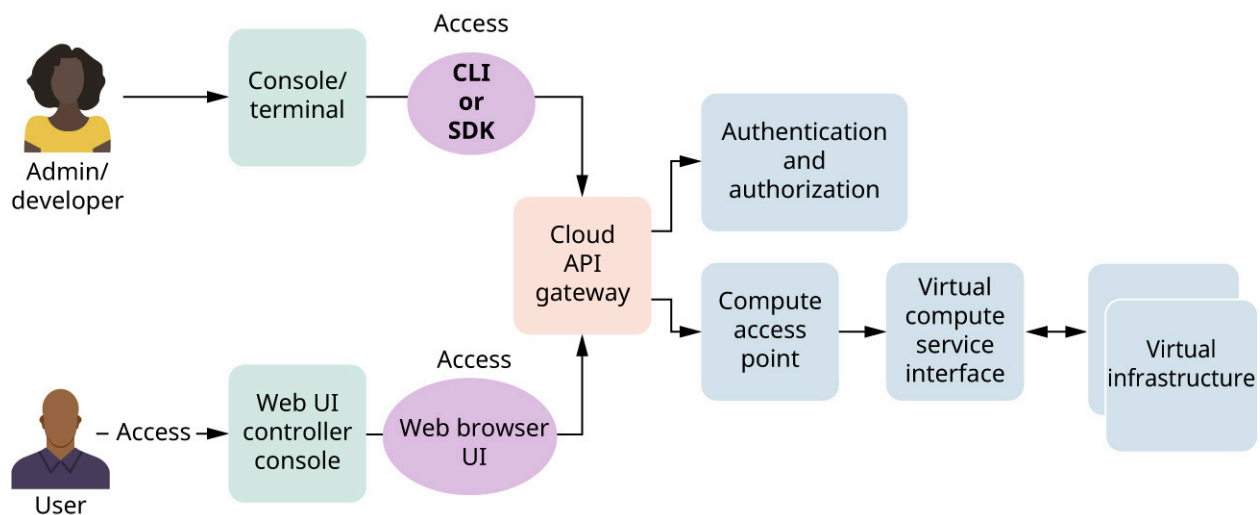 Access
CLI
or
SDK
Console/
terminal
Admin/
developer
Authentication
and
authorization
Cloud
API
gateway
Compute
access
point
Virtual
compute
service
interface
Virtual
infrastructure
Access
Web browser
UI
Web UI
controller
console
Access
User